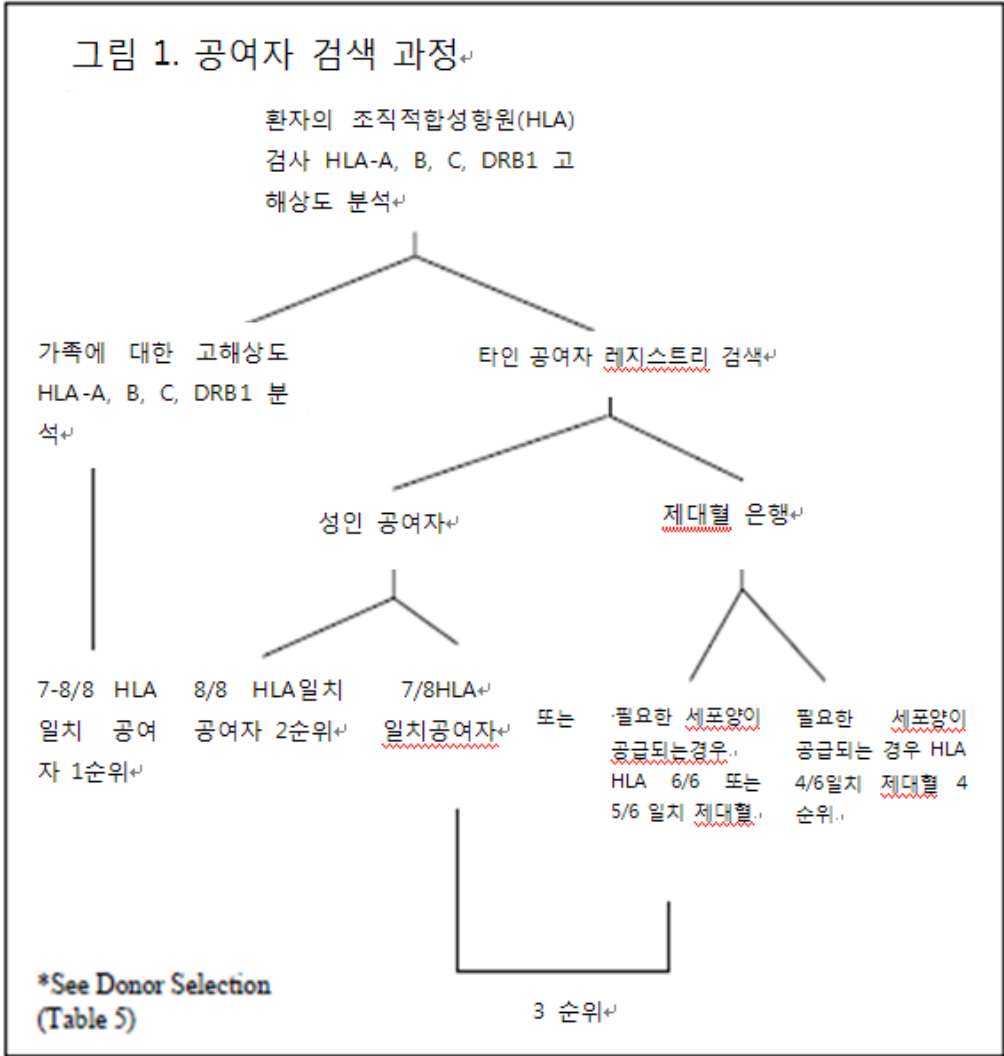 그림 1. 공여자 검색 과정
환자의 조직적합성항원(HLA)
검사 HLA-A, B, C, DRB1 고
해상도 분석
가족에 대한 고해상도
HLA-A, B, C, DRB1 분
석
타인 공여자 레지스트리 검색
성인 공여자
제대혈 은행
7-8/8 HLA
일치 공여
자 1순위
8/8 HLA일치
공여자 2순위
7/8HLA
일치공여자
또는
·필요한 세포양이
공급되는경우.
HLA 6/6 또는
5/6 일치 제대혈.
필요한 세포양이
공급되는 경우 HLA
4/6일치 제대혈 4
순위.
3 순위
*See Donor Selection
(Table 5)